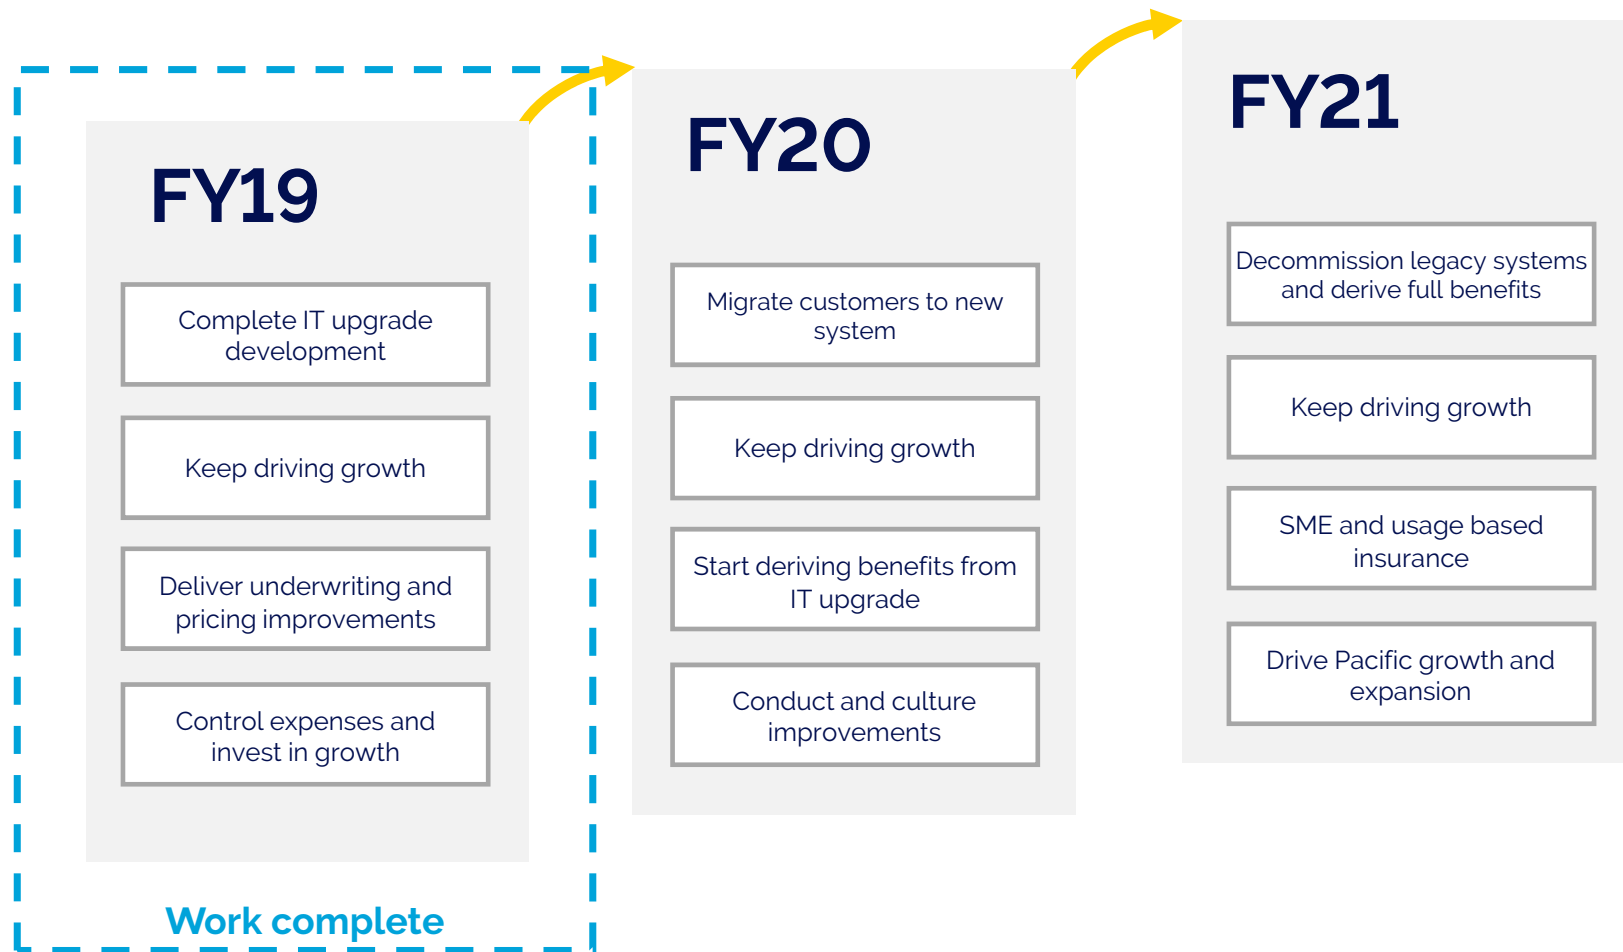 FY19
Complete IT upgrade
development
Keep driving growth
Deliver underwriting and
pricing improvements
Control expenses and
invest in growth
Work complete
FY20
Migrate customers to new
system
Keep driving growth
Start deriving benefits from
IT upgrade
Conduct and culture
improvements
FY21
Decommission legacy systems
and derive full benefits
Keep driving growth
SME and usage based
insurance
Drive Pacific growth and
expansion